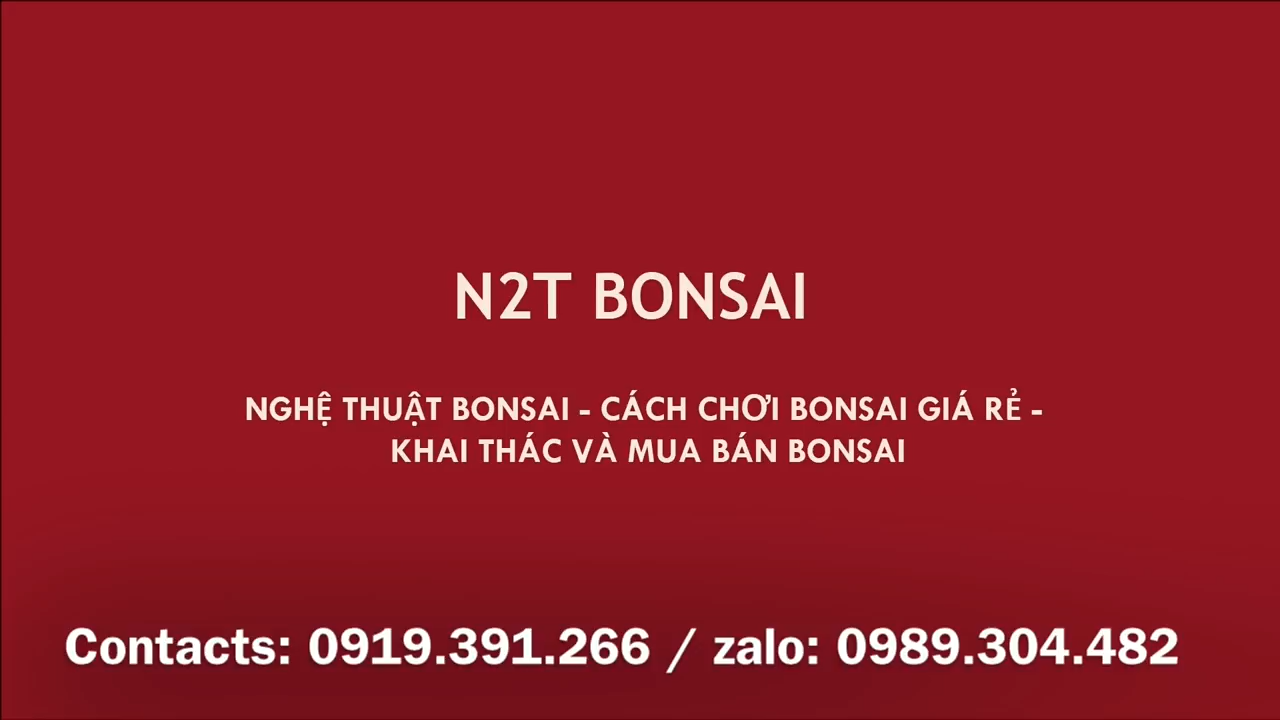 N2T BONSAI
NGHỆ THUẬT BONSAI - CÁCH CHƠI BONSAI GIÁ RẺ -
KHAI THÁC VÀ MUA BÁN BONSAI
Contacts: 0919.391.266 / zalo: 0989.304.482